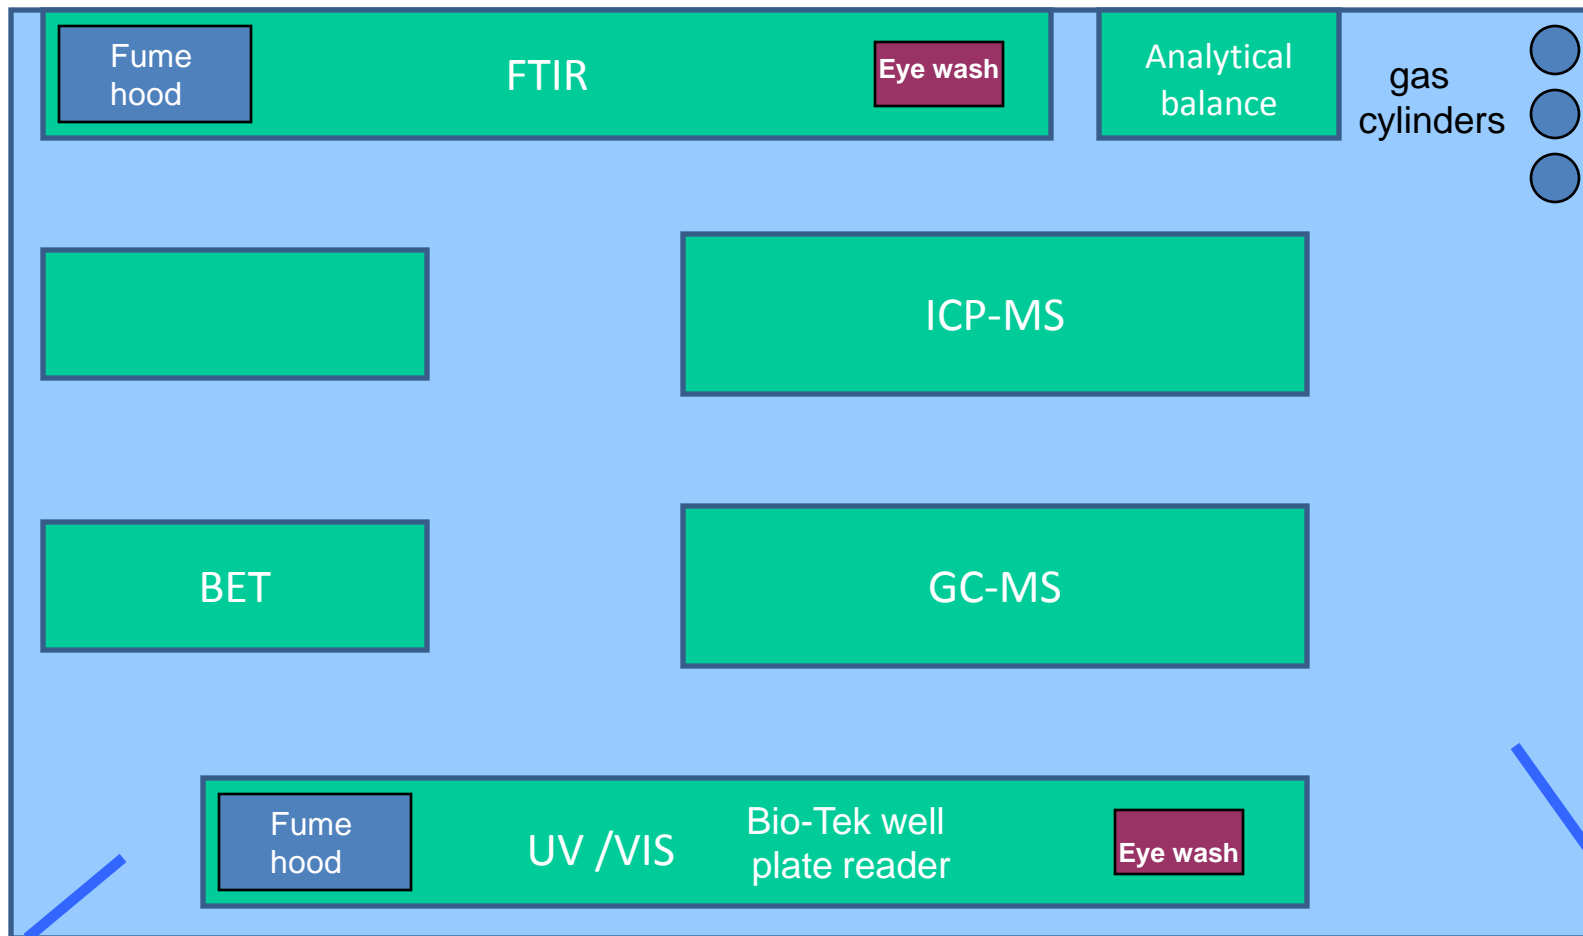 Fume
hood
FTIR
Eye wash
Analytical
balance
gas
cylinders
ICP-MS
BET
GC-MS
Fume
hood
UV /VIS
Bio-Tek well
plate reader
Eye wash